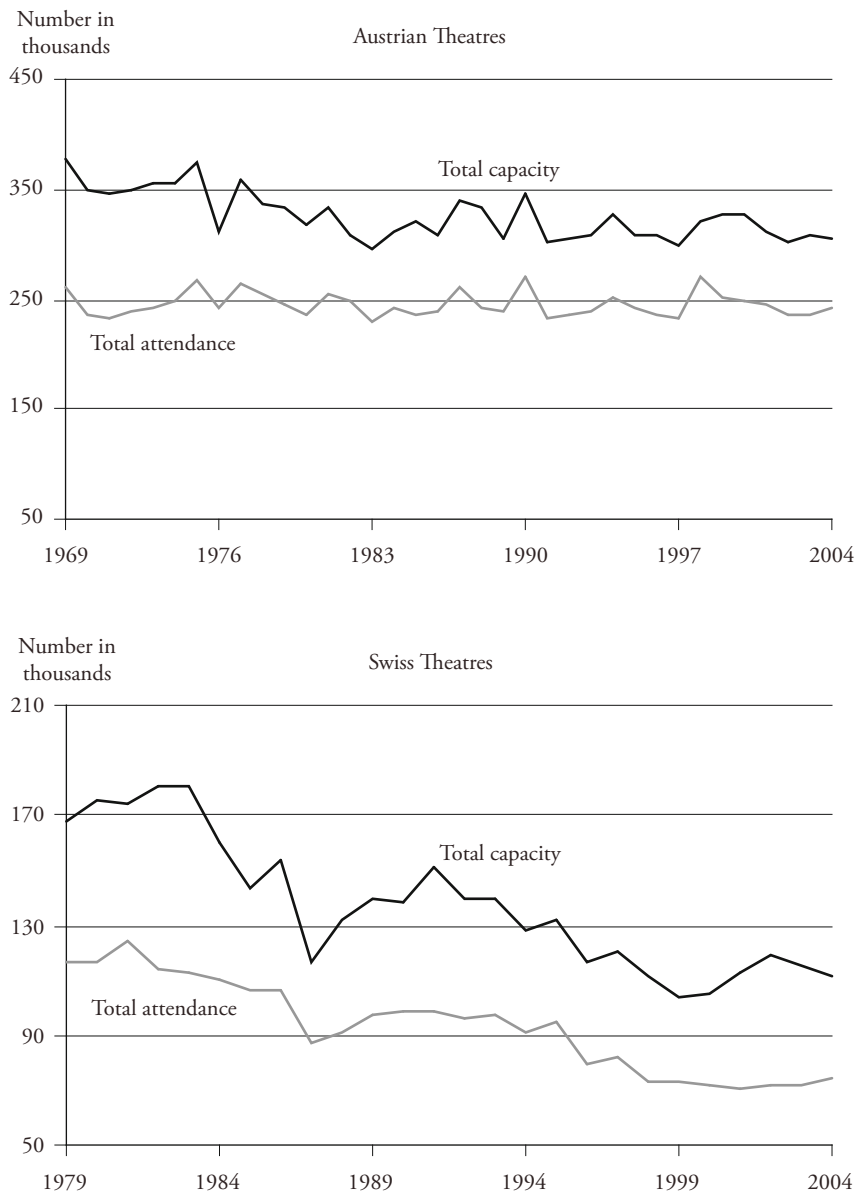 Number in
thousands
Austrian Theatres
450
350
250
150
50
Total capacity
Total attendance
1969 1976 1983 1990 1997 2004
Number in
thousands
Swiss Theatres
210
170
130
90
50
Total capacity
Total attendance
1979 1984 1989 1994 1999 2004